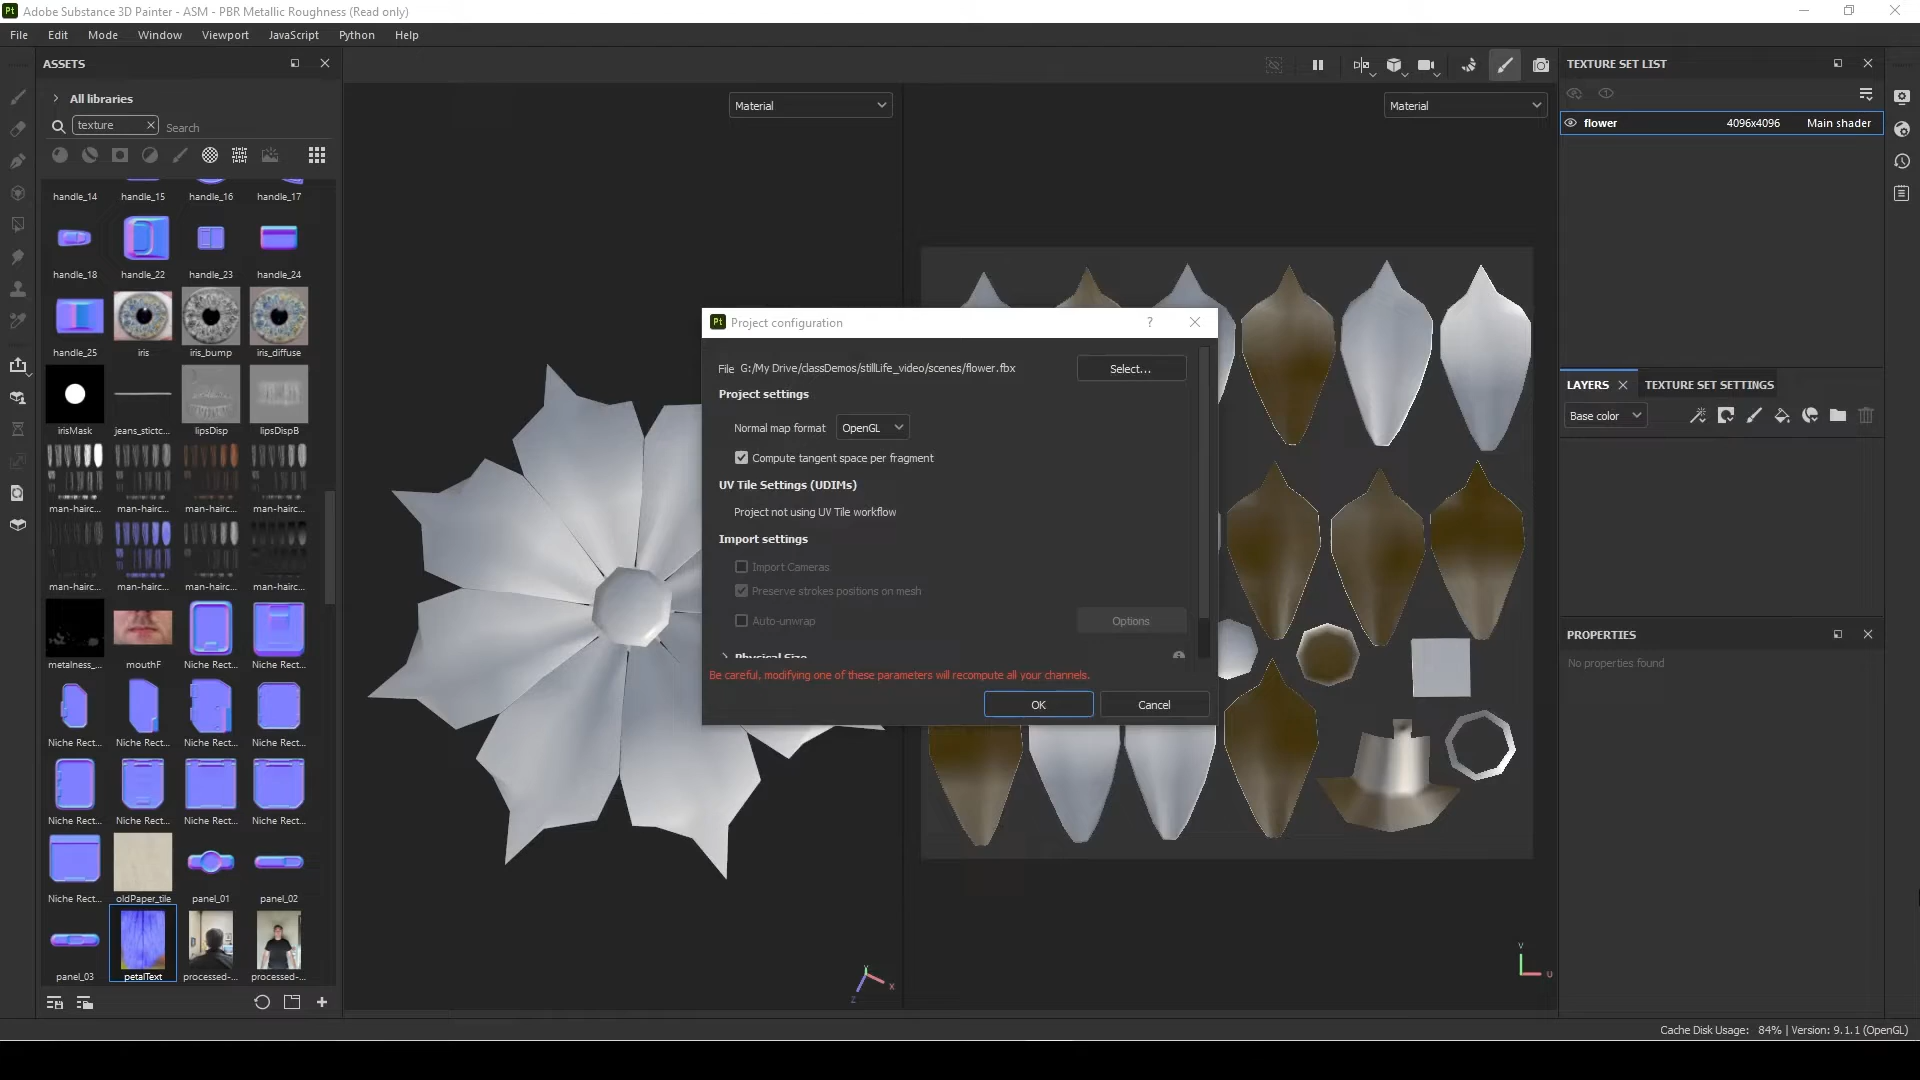 Pt Adobe Substance 3D Painter - ASM - PBR Metallic Roughness (Read only)
File Edit Mode Window Viewport JavaScript Python Help
ASSETS
All libraries
texture Search
handle_14 handle_15 handle_16 handle_17
handle_18 handle_22 handle_23 handle_24
handle_25 iris iris_bump iris_diffuse
irisMask jeans_stictc... lipsDisp lipsDispB
man-hairc... man-hairc... man-hairc... man-hairc...
man-hairc... man-hairc... man-hairc... man-hairc...
metalness_... mouthF Niche Rect... Niche Rect...
Niche Rect... Niche Rect... Niche Rect... Niche Rect...
Niche Rect... Niche Rect... Niche Rect... Niche Rect...
Niche Rect... oldPaper_tile panel_01 panel_02
panel_03 petalText processed-... processed-...
Material
Material
Y
X
Z
V
U
Pt Project configuration ?
File G:/My Drive/classDemos/stillLife_video/scenes/flower.fbx Select...
Project settings
Normal map format OpenGL
Compute tangent space per fragment
UV Tile Settings (UDIMs)
Project not using UV Tile workflow
Import settings
Import Cameras
Preserve strokes positions on mesh
Auto-unwrap Options
Physical Size
Be careful, modifying one of these parameters will recompute all your channels.
OK Cancel
TEXTURE SET LIST
flower 4096x4096 Main shader
LAYERS TEXTURE SET SETTINGS
Base color
PROPERTIES
No properties found
Cache Disk Usage: 84% | Version: 9.1.1 (OpenGL)